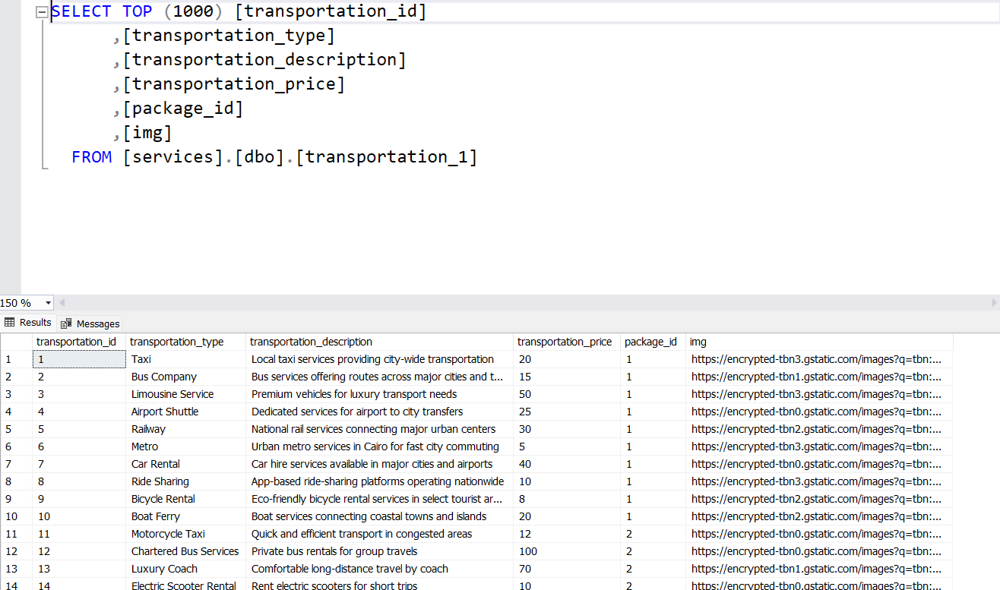 SELECT TOP (1000) [transportation_id]
,[transportation_type]
,[transportation_description]
,[transportation_price]
,[package_id]
,[img]
FROM [services].[dbo].[transportation_1]
150 %
Results Messages
transportation_id transportation_type transportation_description transportation_price package_id img
1 1 Taxi Local taxi services providing city-wide transportation 20 1 https://encrypted-tbn3.gstatic.com/images?q=tbn:...
2 2 Bus Company Bus services offering routes across major cities and t... 15 1 https://encrypted-tbn1.gstatic.com/images?q=tbn:...
3 3 Limousine Service Premium vehicles for luxury transport needs 50 1 https://encrypted-tbn3.gstatic.com/images?q=tbn:...
4 4 Airport Shuttle Dedicated services for airport to city transfers 25 1 https://encrypted-tbn0.gstatic.com/images?q=tbn:...
5 5 Railway National rail services connecting major urban centers 30 1 https://encrypted-tbn2.gstatic.com/images?q=tbn:...
6 6 Metro Urban metro services in Cairo for fast city commuting 5 1 https://encrypted-tbn3.gstatic.com/images?q=tbn:...
7 7 Car Rental Car hire services available in major cities and airports 40 1 https://encrypted-tbn0.gstatic.com/images?q=tbn:...
8 8 Ride Sharing App-based ride-sharing platforms operating nationwide 10 1 https://encrypted-tbn3.gstatic.com/images?q=tbn:...
9 9 Bicycle Rental Eco-friendly bicycle rental services in select tourist ar... 8 1 https://encrypted-tbn2.gstatic.com/images?q=tbn:...
10 10 Boat Ferry Boat services connecting coastal towns and islands 20 1 https://encrypted-tbn2.gstatic.com/images?q=tbn:...
11 11 Motorcycle Taxi Quick and efficient transport in congested areas 12 2 https://encrypted-tbn0.gstatic.com/images?q=tbn:...
12 12 Chartered Bus Services Private bus rentals for group travels 100 2 https://encrypted-tbn0.gstatic.com/images?q=tbn:...
13 13 Luxury Coach Comfortable long-distance travel by coach 70 2 https://encrypted-tbn1.gstatic.com/images?q=tbn:...
14 14 Electric Scooter Rental Rent electric scooters for short trips 10 2 https://encrypted-tbn0.gstatic.com/images?q=tbn:...